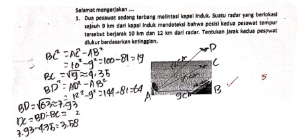 Selamat mengerjakan ....
1. Dua pesawat sedang terbang melintasi kapal induk. Suatu radar yang berlokasi
sejauh 9 km dari kapal induk mendeteksi bahwa posisi kedua pesawat tempur
tersebut berjarak 10 km dan 12 km dari radar. Tentukan jarak kedua pesawat
diukur berdasarkan ketinggian.
BC² = AC² - AB²
= 10² - 9² = 100 - 81 = 19
BC = √19 = 4.35
BD² = AD² - AB²
= 12² - 9² = 144 - 81 = 63
BD = √63 = 7.93
DC = BD - BC =
7.93 - 4.35 = 3.58
D
C
A
9cm
B
5